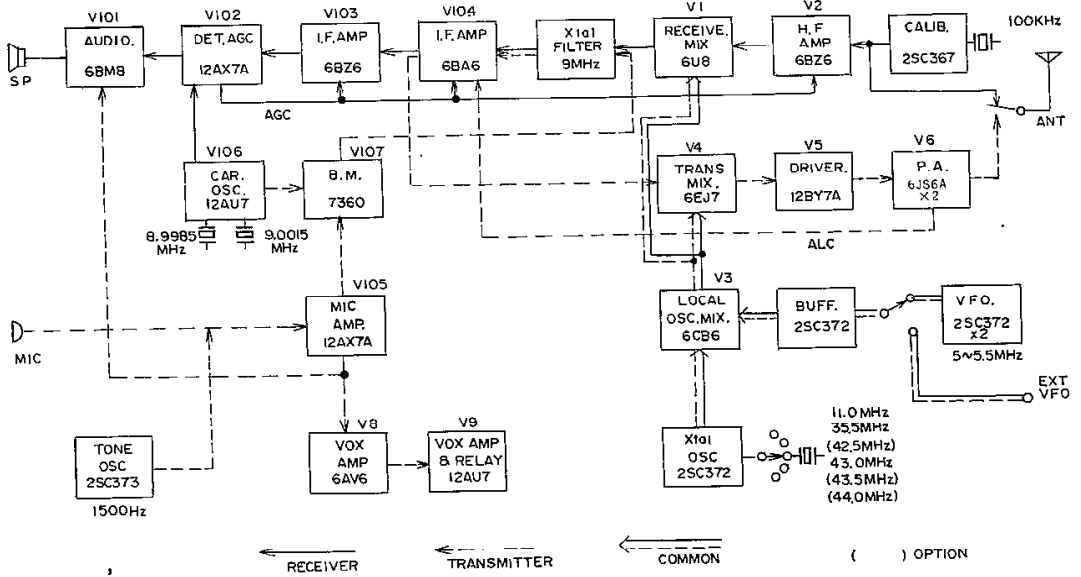 V101
AUDIO.
6BM8
SP
V102
DET, AGC
12AX7A
V103
I.F. AMP
6BZ6
V104
I.F. AMP
6BA6
Xtal
FILTER
9MHz
V1
RECEIVE.
MIX
6U8
V2
H,F
AMP
6BZ6
CALIB.
2SC367
100KHz
ANT
AGC
V106
CAR.
OSC.
12AU7
8.9985
MHz
9.0015
MHz
V107
B.M.
7360
V4
TRANS
MIX.
6EJ7
V5
DRIVER.
12BY7A
V6
P.A.
6JS6A
X2
ALC
MIC
V105
MIC
AMP.
12AX7A
V3
LOCAL
OSC.MIX.
6CB6
BUFF.
2SC372
VFO.
2SC372
X2
5~5.5MHz
EXT
VFO
TONE
OSC
2SC373
1500Hz
V8
VOX
AMP
6AV6
V9
VOX AMP
& RELAY
12AU7
Xtal
OSC
2SC372
11.0MHz
35.5MHz
(42.5MHz)
43.0MHz
(43.5MHz)
(44.0MHz)
RECEIVER
TRANSMITTER
COMMON
( ) OPTION